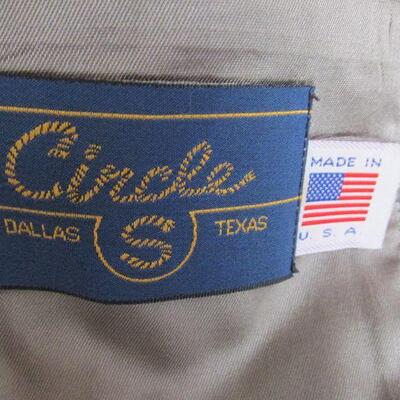 Circle
DALLAS S TEXAS
MADE IN
U. S. A.